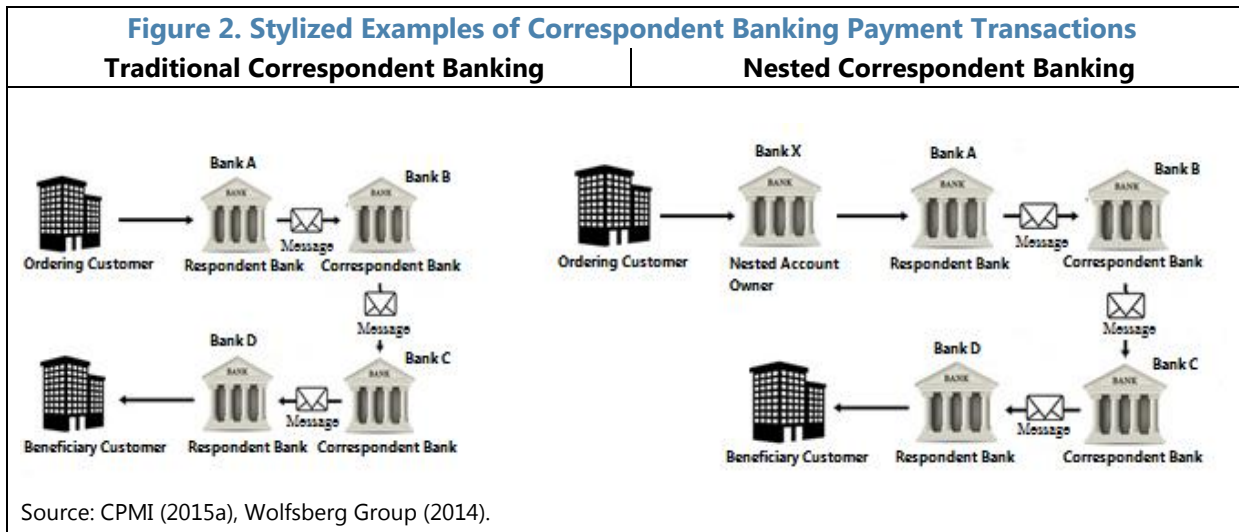 Figure 2. Stylized Examples of Correspondent Banking Payment Transactions
Traditional Correspondent Banking
Nested Correspondent Banking
Bank A
Bank B
BANK
BANK
Message
Ordering Customer
Respondent Bank
Correspondent Bank
Message
Bank D
Bank C
BANK
BANK
Message
Beneficiary Customer
Respondent Bank
Correspondent Bank
Bank X
Bank A
Bank B
BANK
BANK
BANK
Message
Ordering Customer
Nested Account
Owner
Respondent Bank
Correspondent Bank
Message
Bank D
Bank C
BANK
BANK
Message
Beneficiary Customer
Respondent Bank
Correspondent Bank
Source: CPMI (2015a), Wolfsberg Group (2014).